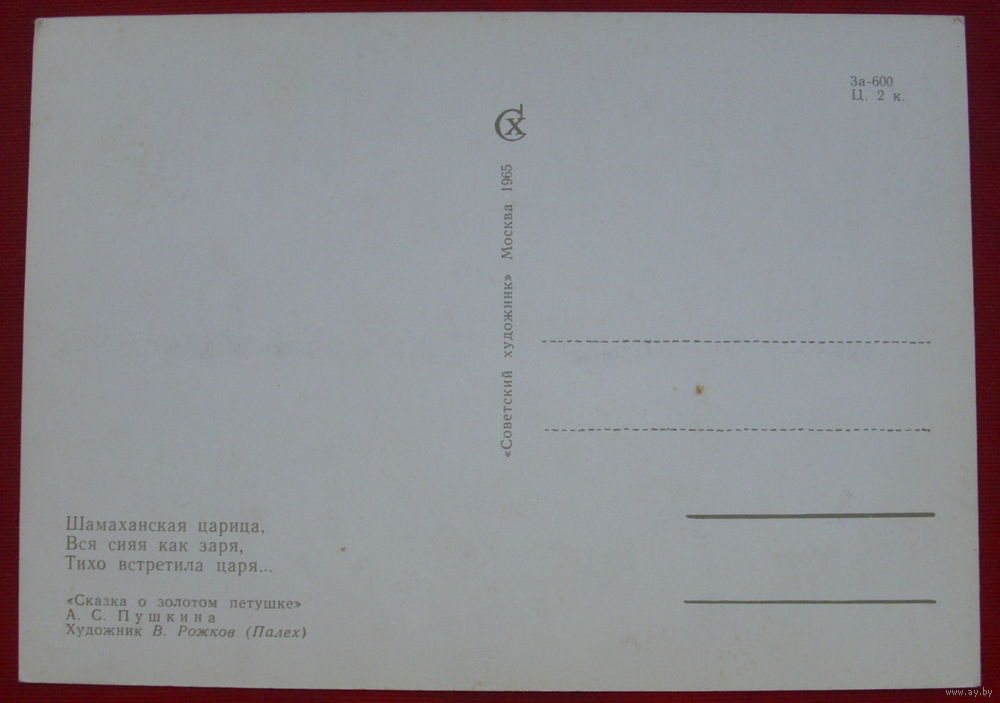 За-600
Ц. 2 к.
СХ
«Советский художник» Москва 1965
Шамаханская царица,
Вся сияя как заря,
Тихо встретила царя...
«Сказка о золотом петушке»
А. С. Пушкина
Художник В. Рожков (Палех)
www.ay.by